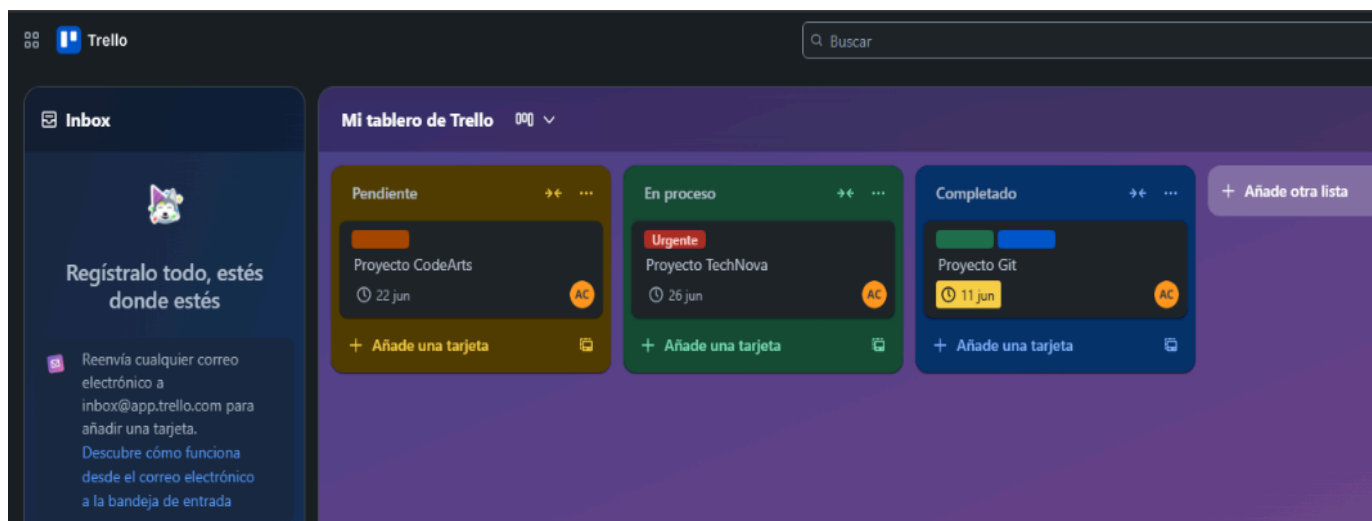 Trello
Buscar
Inbox
Regístralo todo, estés
donde estés
Reenvía cualquier correo
electrónico a
inbox@app.trello.com para
añadir una tarjeta.
Descubre cómo funciona
desde el correo electrónico
a la bandeja de entrada
Mi tablero de Trello
Pendiente
Proyecto CodeArts
22 jun
AC
+ Añade una tarjeta
En proceso
Urgente
Proyecto TechNova
26 jun
AC
+ Añade una tarjeta
Completado
Proyecto Git
11 jun
AC
+ Añade una tarjeta
+ Añade otra lista